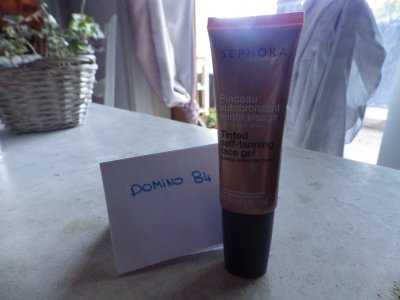 SEPHORA
Pinceau
autobronzant
teinté visage
Tinted
self-tanning
face gel
DOMINO 84